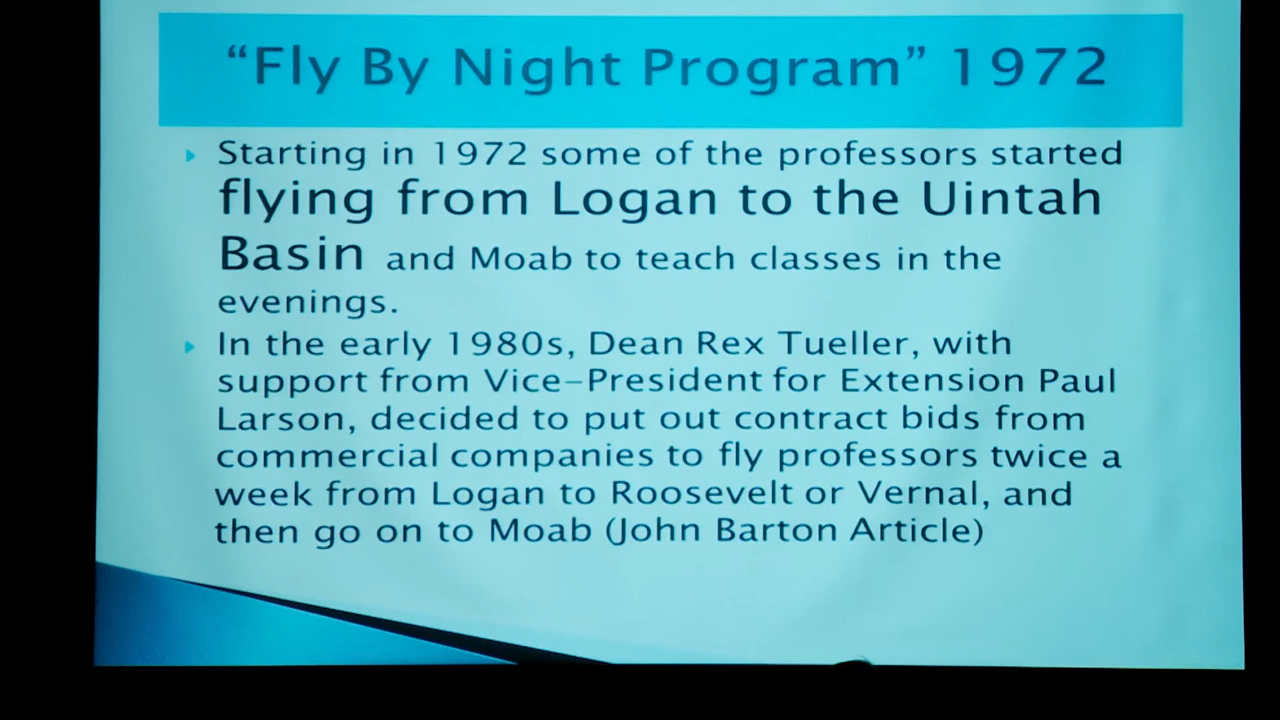 “Fly By Night Program” 1972
Starting in 1972 some of the professors started
flying from Logan to the Uintah
Basin and Moab to teach classes in the
evenings.
In the early 1980s, Dean Rex Tueller, with
support from Vice–President for Extension Paul
Larson, decided to put out contract bids from
commercial companies to fly professors twice a
week from Logan to Roosevelt or Vernal, and
then go on to Moab (John Barton Article)